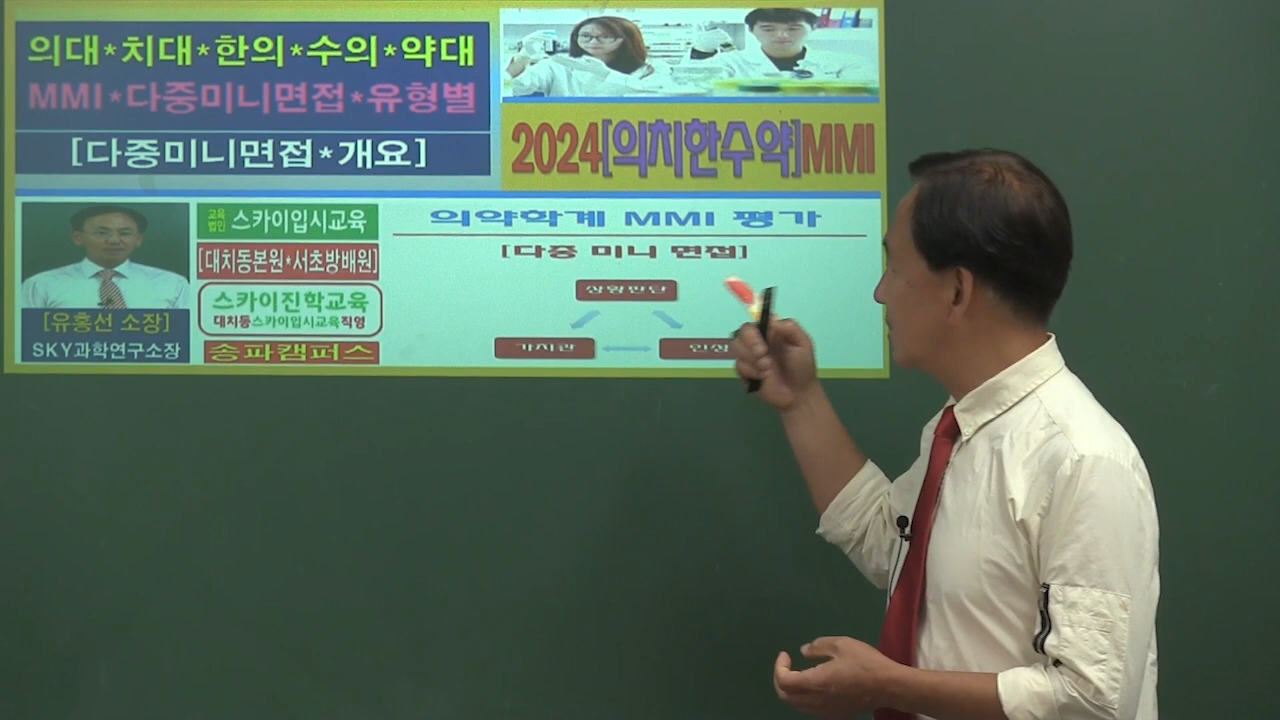 의대*치대*한의*수의*약대
MMI*다중미니면접*유형별
[다중미니면접*개요]
2024[의치한수약]MMI
[유홍선 소장]
SKY과학연구소장
교육법인 스카이입시교육
[대치동본원*서초방배원]
스카이진학교육
대치동스카이입시교육직영
송파캠퍼스
의약학계 MMI 평가
[다중 미니 면접]
상황판단
가치관
인성